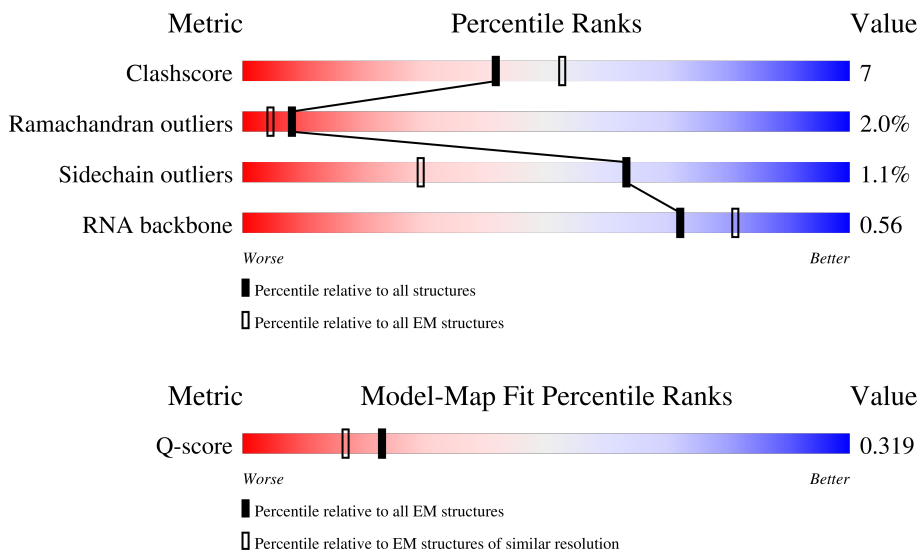 Metric Percentile Ranks Value
Clashscore 7
Ramachandran outliers 2.0%
Sidechain outliers 1.1%
RNA backbone 0.56
Worse Better
Percentile relative to all structures
Percentile relative to all EM structures
Metric Model-Map Fit Percentile Ranks Value
Q-score 0.319
Worse Better
Percentile relative to all EM structures
Percentile relative to EM structures of similar resolution